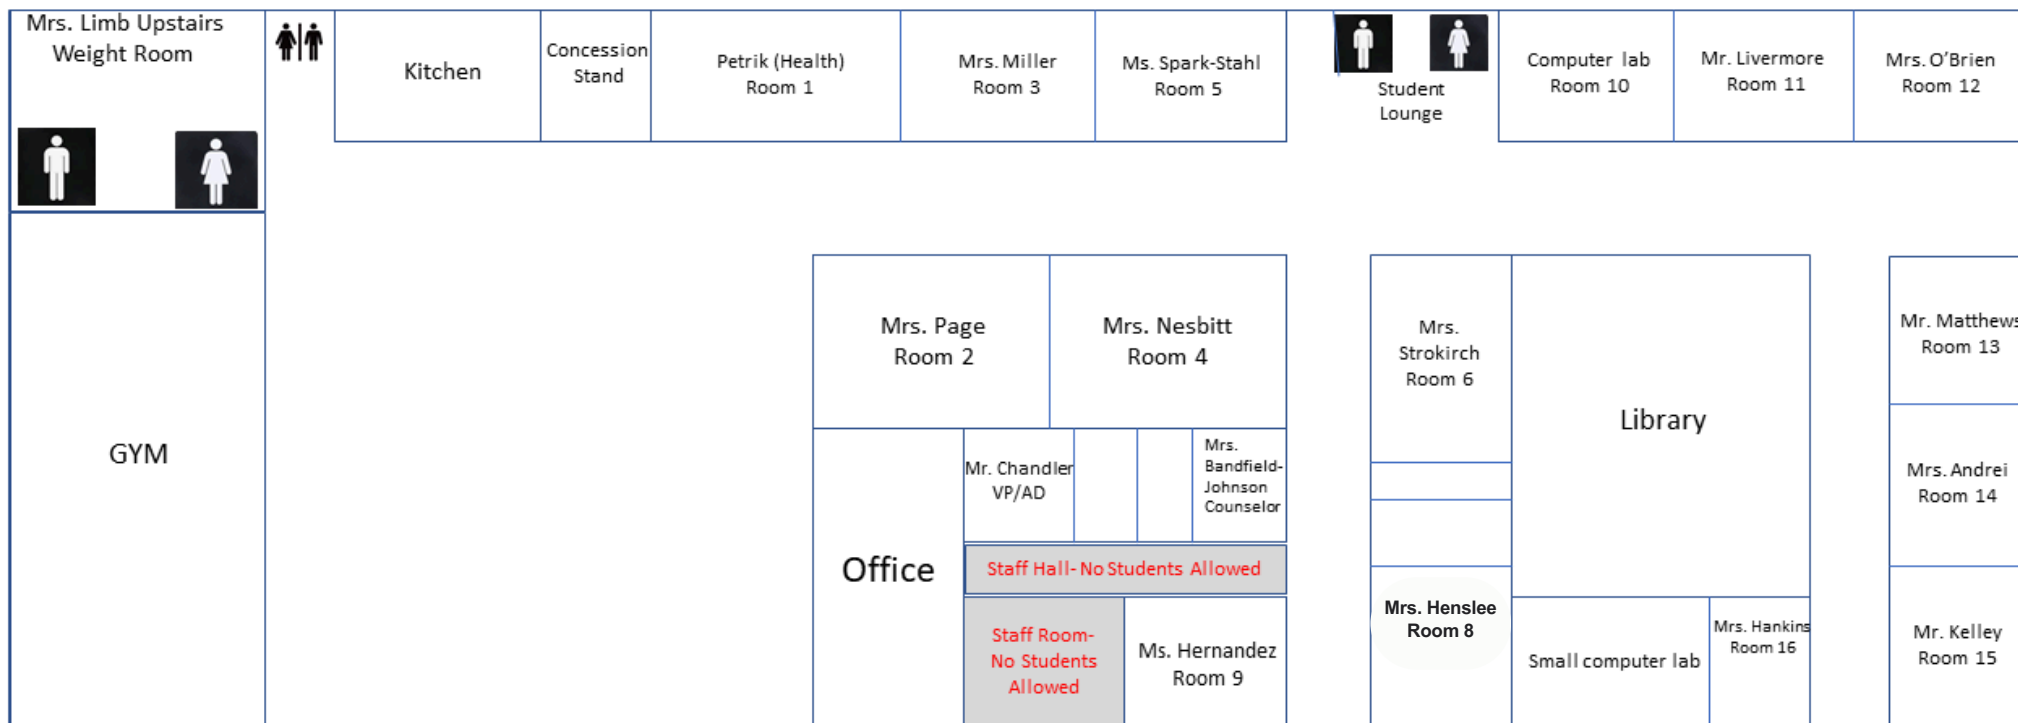 Mrs. Limb Upstairs
Weight Room
Kitchen
Concession
Stand
Petrik (Health)
Room 1
Mrs. Miller
Room 3
Ms. Spark-Stahl
Room 5
Student
Lounge
Computer lab
Room 10
Mr. Livermore
Room 11
Mrs. O'Brien
Room 12
GYM
Mrs. Page
Room 2
Mrs. Nesbitt
Room 4
Mrs.
Strokirch
Room 6
Library
Mr. Matthews
Room 13
Office
Mr. Chandler
VP/AD
Mrs.
Bandfield-
Johnson
Counselor
Mrs. Andrei
Room 14
Staff Hall- No Students Allowed
Staff Room-
No Students
Allowed
Ms. Hernandez
Room 9
Mrs. Henslee
Room 8
Small computer lab
Mrs. Hankins
Room 16
Mr. Kelley
Room 15